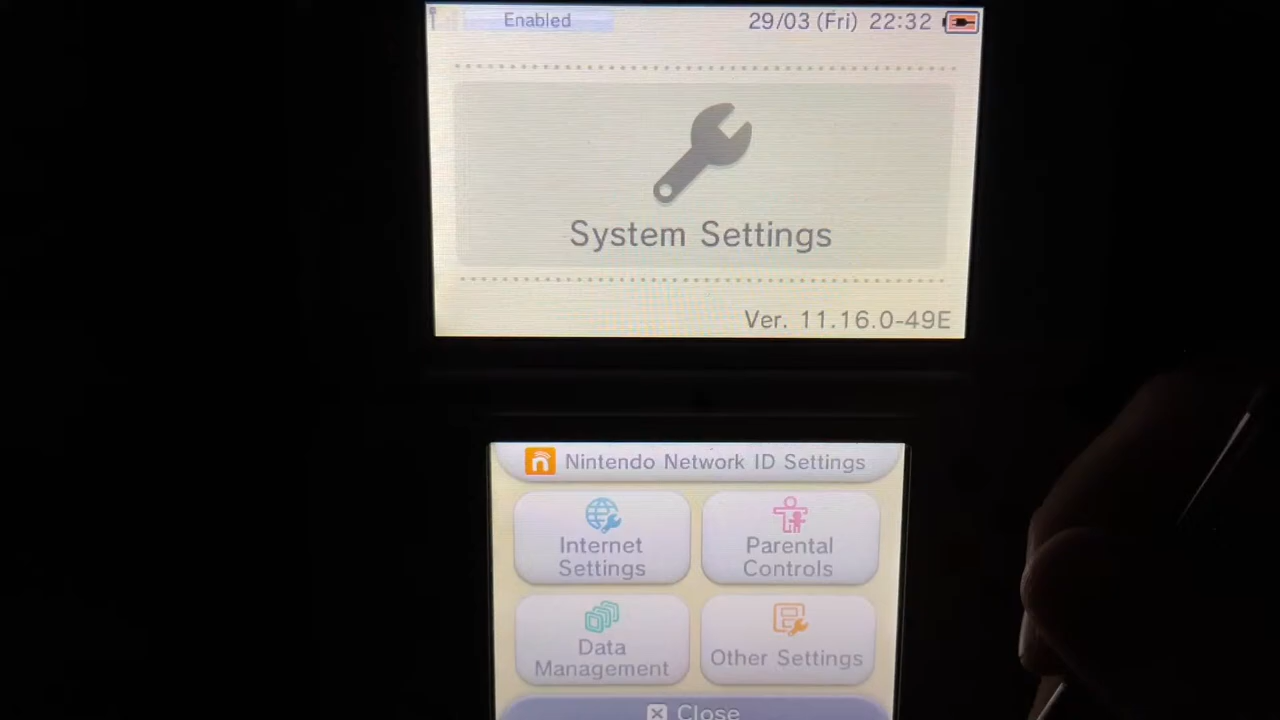 Enabled 29/03 (Fri) 22:32
System Settings
Ver. 11.16.0-49E
Nintendo Network ID Settings
Internet
Settings
Parental
Controls
Data
Management
Other Settings
Close